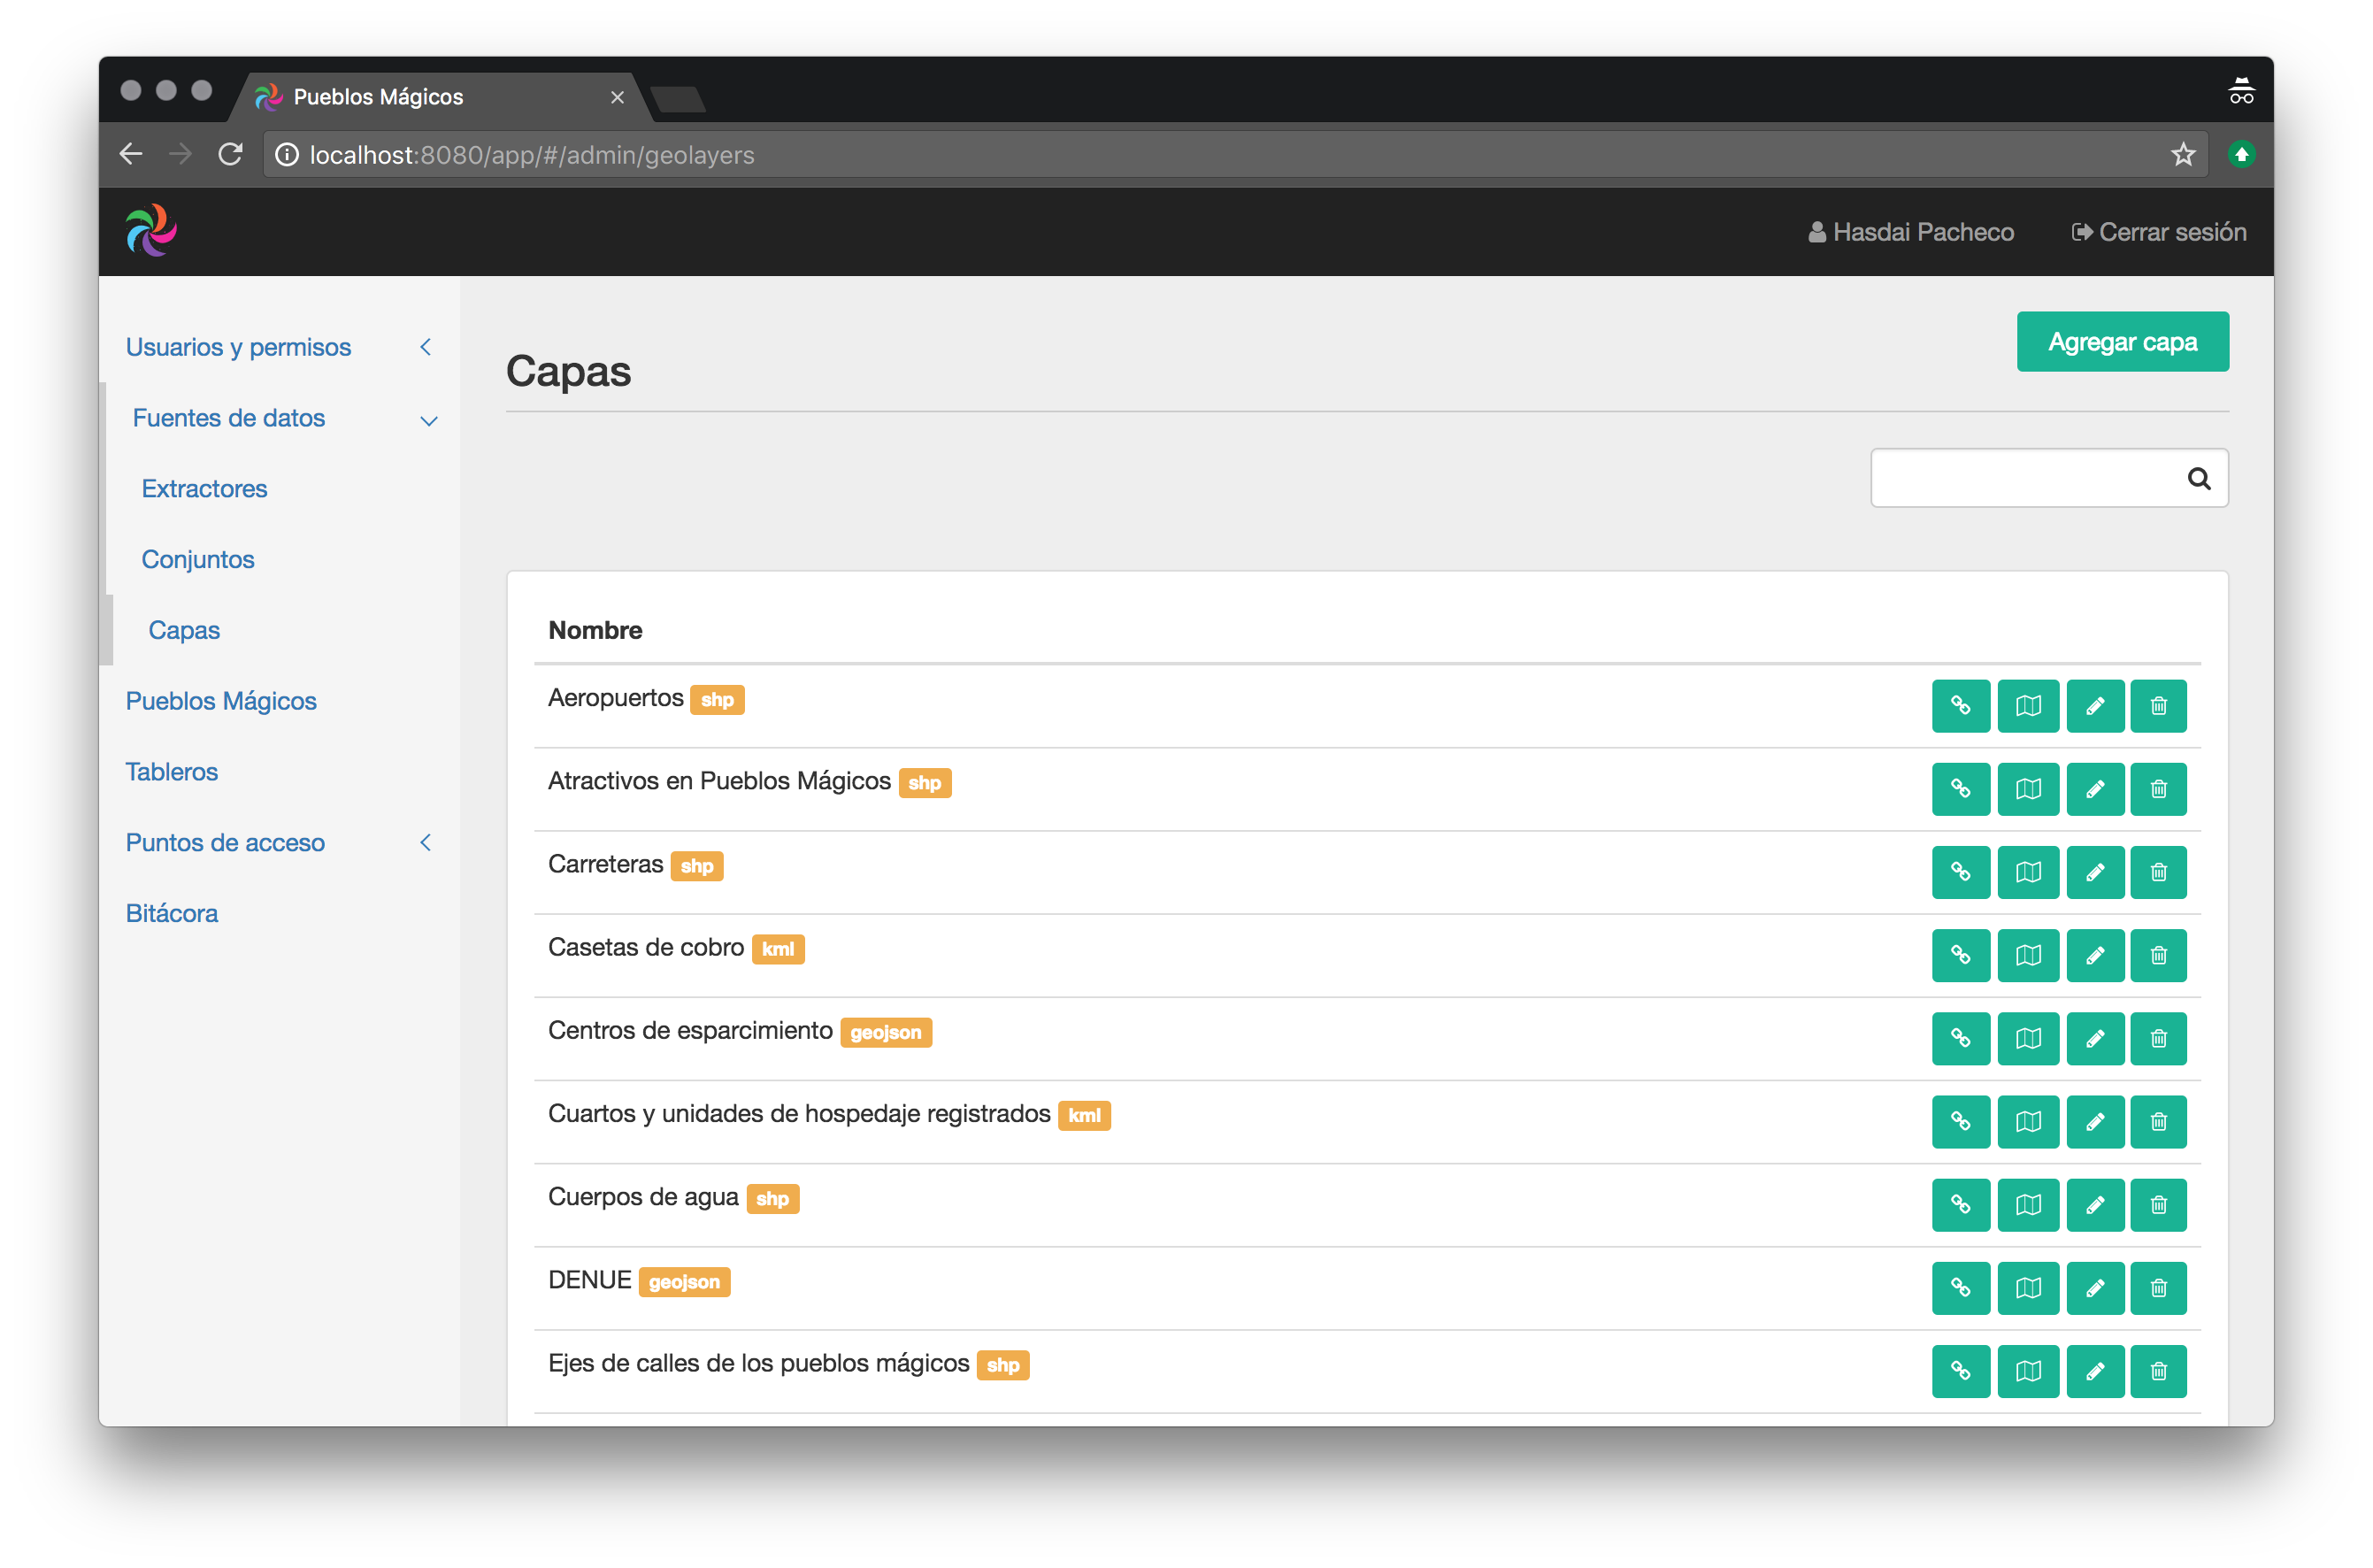 Pueblos Mágicos
localhost:8080/app/#/admin/geolayers
Hasdai Pacheco Cerrar sesión
Usuarios y permisos
Fuentes de datos
Extractores
Conjuntos
Capas
Pueblos Mágicos
Tableros
Puntos de acceso
Bitácora
Agregar capa
Capas
Nombre
Aeropuertos shp
Atractivos en Pueblos Mágicos shp
Carreteras shp
Casetas de cobro kml
Centros de esparcimiento geojson
Cuartos y unidades de hospedaje registrados kml
Cuerpos de agua shp
DENUE geojson
Ejes de calles de los pueblos mágicos shp